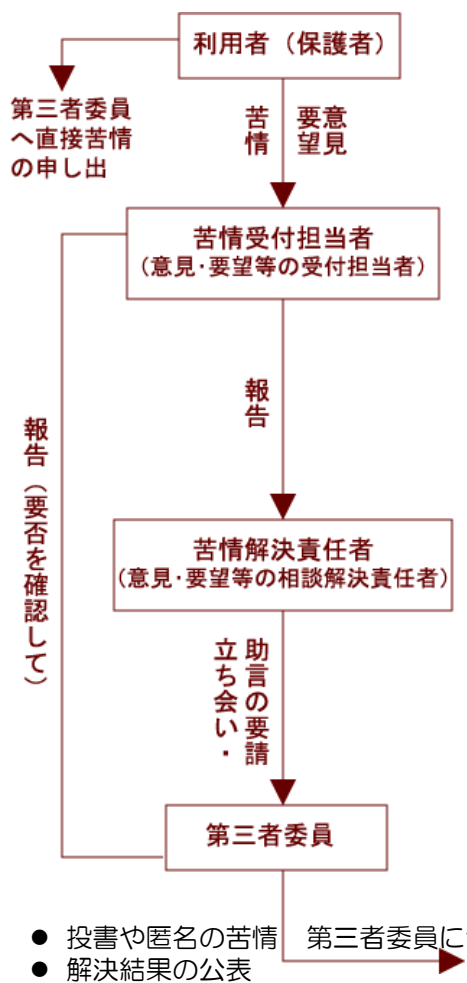 利用者（保護者）
第三者委員
へ直接苦情
の申し出
苦情
意見
要望
苦情受付担当者
（意見・要望等の受付担当者）
報告
報告（要否を確認して）
苦情解決責任者
（意見・要望等の相談解決責任者）
立ち会い・
助言の要請
第三者委員
● 投書や匿名の苦情　第三者委員に
● 解決結果の公表